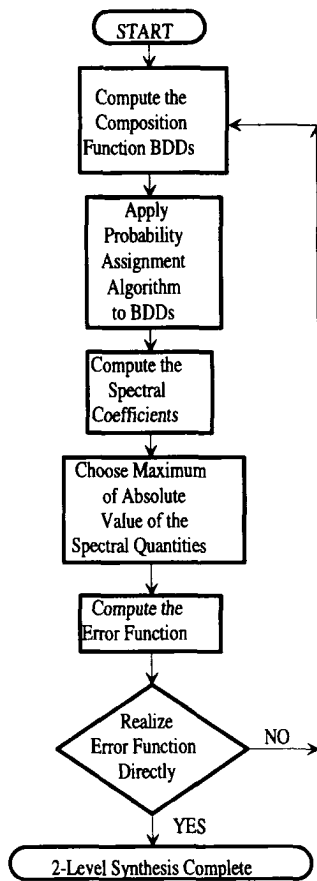 START
Compute the
Composition
Function BDDs
Apply
Probability
Assignment
Algorithm
to BDDs
Compute the
Spectral
Coefficients
Choose Maximum
of Absolute
Value of the
Spectral Quantities
Compute the
Error Function
Realize
Error Function
Directly
NO
YES
2-Level Synthesis Complete